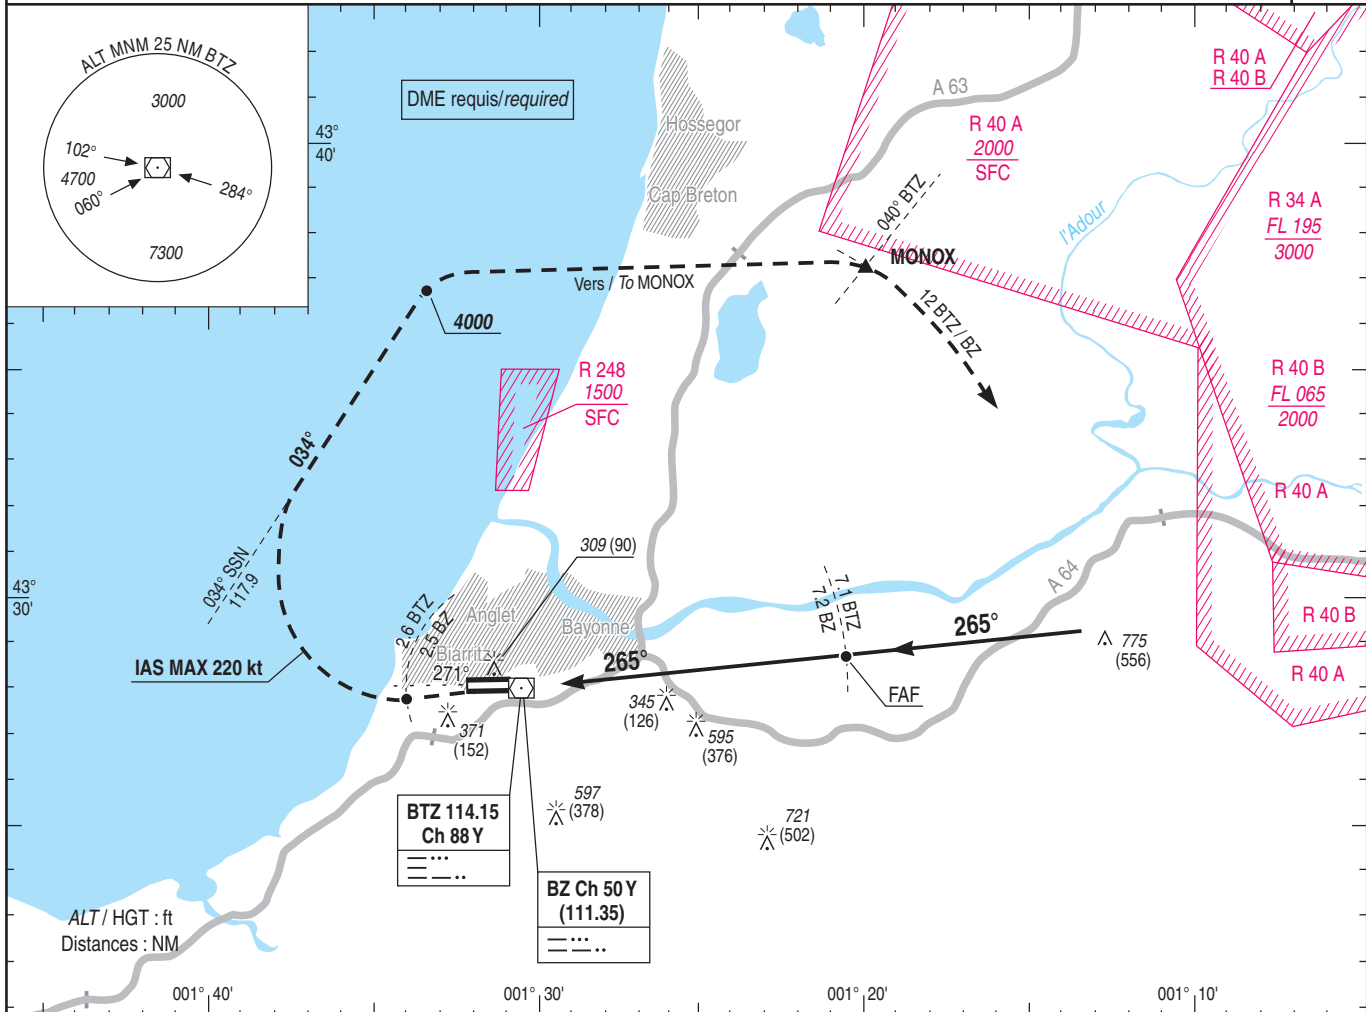 ALT MNM 25 NM BTZ
3000
102°
4700
060°
284°
7300
DME requis/required
43°
40'
Hossegor
Cap Breton
A 63
R 40 A
2000
SFC
R 40 A
R 40 B
R 34 A
FL 195
3000
l'Adour
040° BTZ
MONOX
Vers / To MONOX
12 BTZ / BZ
4000
R 248
1500
SFC
R 40 B
FL 065
2000
034°
R 40 A
034° SSN
117.9
309 (90)
43°
30'
A 64
7.1 BTZ
7.2 BZ
2.6 BTZ
2.5 BZ
Anglet
Bayonne
Biarritz
R 40 B
265°
265°
775
(556)
IAS MAX 220 kt
271°
R 40 A
FAF
345
(126)
371
(152)
595
(376)
597
(378)
721
(502)
BTZ 114.15
Ch 88 Y
BZ Ch 50 Y
(111.35)
ALT / HGT : ft
Distances : NM
001° 40'
001° 30'
001° 20'
001° 10'